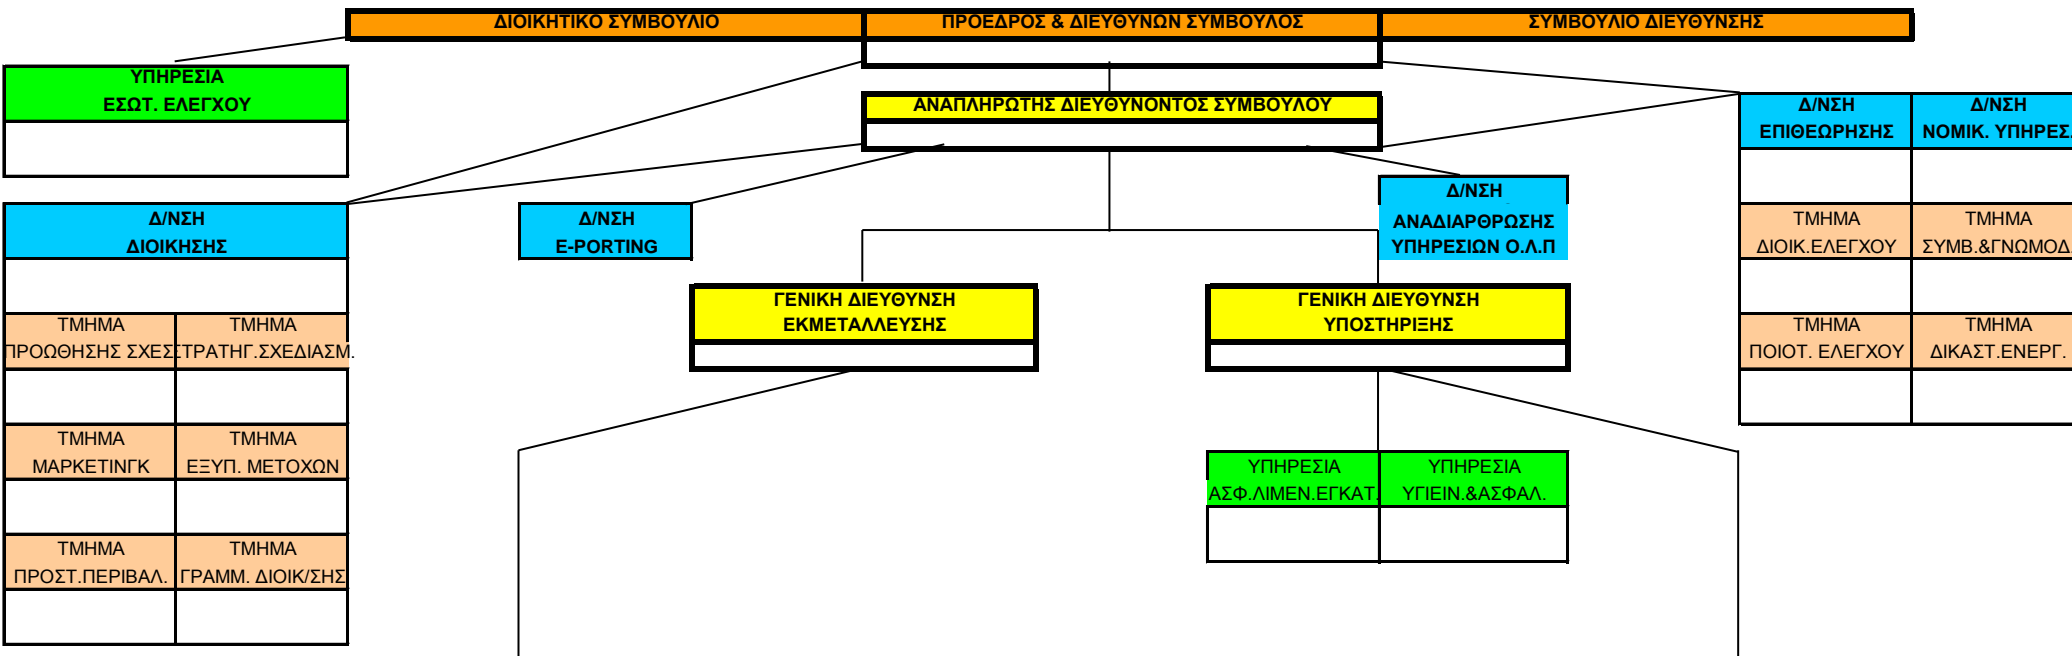 ΔΙΟΙΚΗΤΙΚΟ ΣΥΜΒΟΥΛΙΟ
ΠΡΟΕΔΡΟΣ & ΔΙΕΥΘΥΝΩΝ ΣΥΜΒΟΥΛΟΣ
ΣΥΜΒΟΥΛΙΟ ΔΙΕΥΘΥΝΣΗΣ
ΥΠΗΡΕΣΙΑ
ΕΣΩΤ. ΕΛΕΓΧΟΥ
ΑΝΑΠΛΗΡΩΤΗΣ ΔΙΕΥΘΥΝΟΝΤΟΣ ΣΥΜΒΟΥΛΟΥ
Δ/ΝΣΗ
ΕΠΙΘΕΩΡΗΣΗΣ
Δ/ΝΣΗ
ΝΟΜΙΚ. ΥΠΗΡΕΣ.
Δ/ΝΣΗ
ΔΙΟΙΚΗΣΗΣ
Δ/ΝΣΗ
E-PORTING
Δ/ΝΣΗ
ΑΝΑΔΙΑΡΘΡΩΣΗΣ
ΥΠΗΡΕΣΙΩΝ Ο.Λ.Π
ΤΜΗΜΑ
ΔΙΟΙΚ.ΕΛΕΓΧΟΥ
ΤΜΗΜΑ
ΣΥΜΒ.&ΓΝΩΜΟΔ
ΓΕΝΙΚΗ ΔΙΕΥΘΥΝΣΗ
ΕΚΜΕΤΑΛΛΕΥΣΗΣ
ΓΕΝΙΚΗ ΔΙΕΥΘΥΝΣΗ
ΥΠΟΣΤΗΡΙΞΗΣ
ΤΜΗΜΑ
ΠΡΟΩΘΗΣΗΣ ΣΧΕΣ
ΤΜΗΜΑ
ΣΤΡΑΤΗΓ.ΣΧΕΔΙΑΣΜ.
ΤΜΗΜΑ
ΠΟΙΟΤ. ΕΛΕΓΧΟΥ
ΤΜΗΜΑ
ΔΙΚΑΣΤ.ΕΝΕΡΓ.
ΤΜΗΜΑ
ΜΑΡΚΕΤΙΝΓΚ
ΤΜΗΜΑ
ΕΞΥΠ. ΜΕΤΟΧΩΝ
ΥΠΗΡΕΣΙΑ
ΑΣΦ.ΛΙΜΕΝ.ΕΓΚΑΤ.
ΥΠΗΡΕΣΙΑ
ΥΓΙΕΙΝ.&ΑΣΦΑΛ.
ΤΜΗΜΑ
ΠΡΟΣΤ.ΠΕΡΙΒΑΛ.
ΤΜΗΜΑ
ΓΡΑΜΜ. ΔΙΟΙΚ/ΣΗΣ